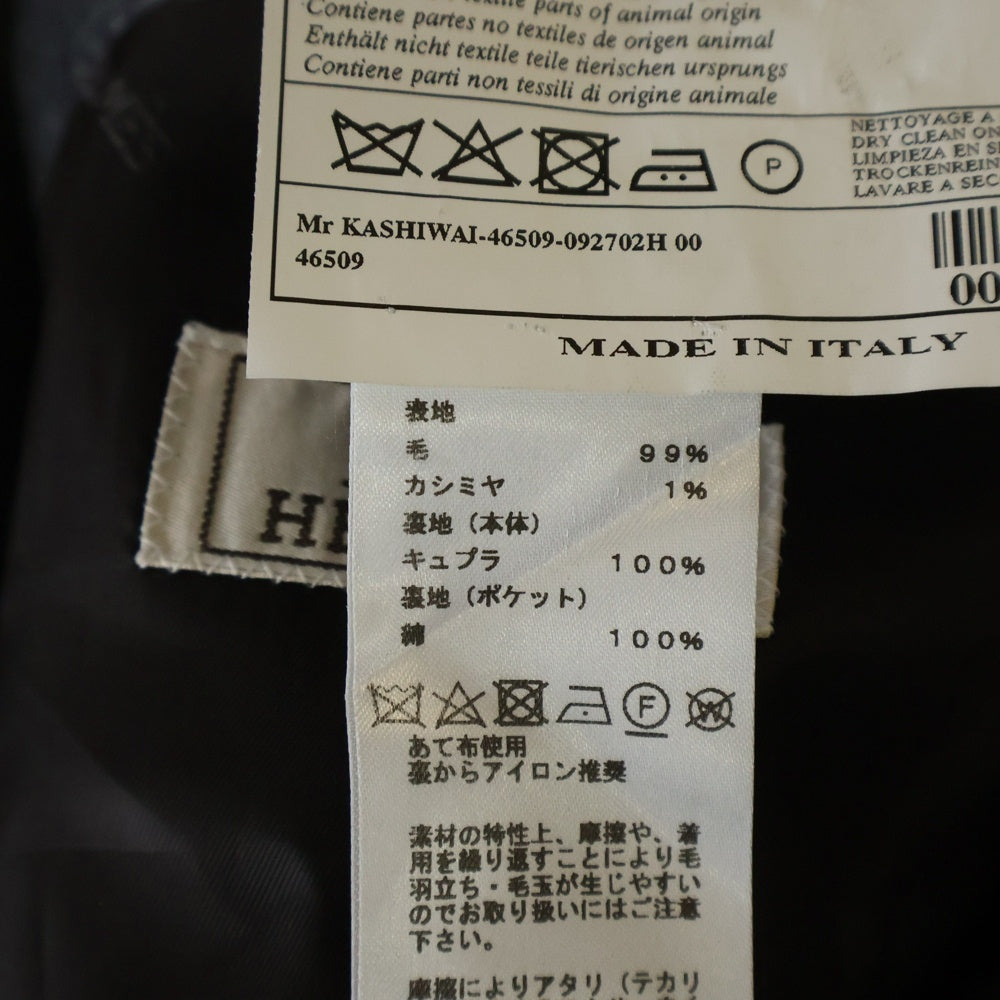 textile parts of animal origin
Contiene partes no textiles de origen animal
Enthält nicht textile teile tierischen ursprungs
Contiene parti non tessili di origine animale
P
NETTOYAGE A
DRY CLEAN ON
LIMPIEZA EN S
TROCKENREIN
LAVARE A SEC
Mr KASHIWAI-46509-092702H 00
46509
00
MADE IN ITALY
H
表地
毛 99%
カシミヤ 1%
裏地（本体）
キュプラ 100%
裏地（ポケット）
綿 100%
F W
あて布使用
裏からアイロン推奨
素材の特性上、摩擦や、着
用を繰り返すことにより毛
羽立ち・毛玉が生じやすい
のでお取り扱いにはご注意
下さい。
摩擦によりアタリ（テカリ